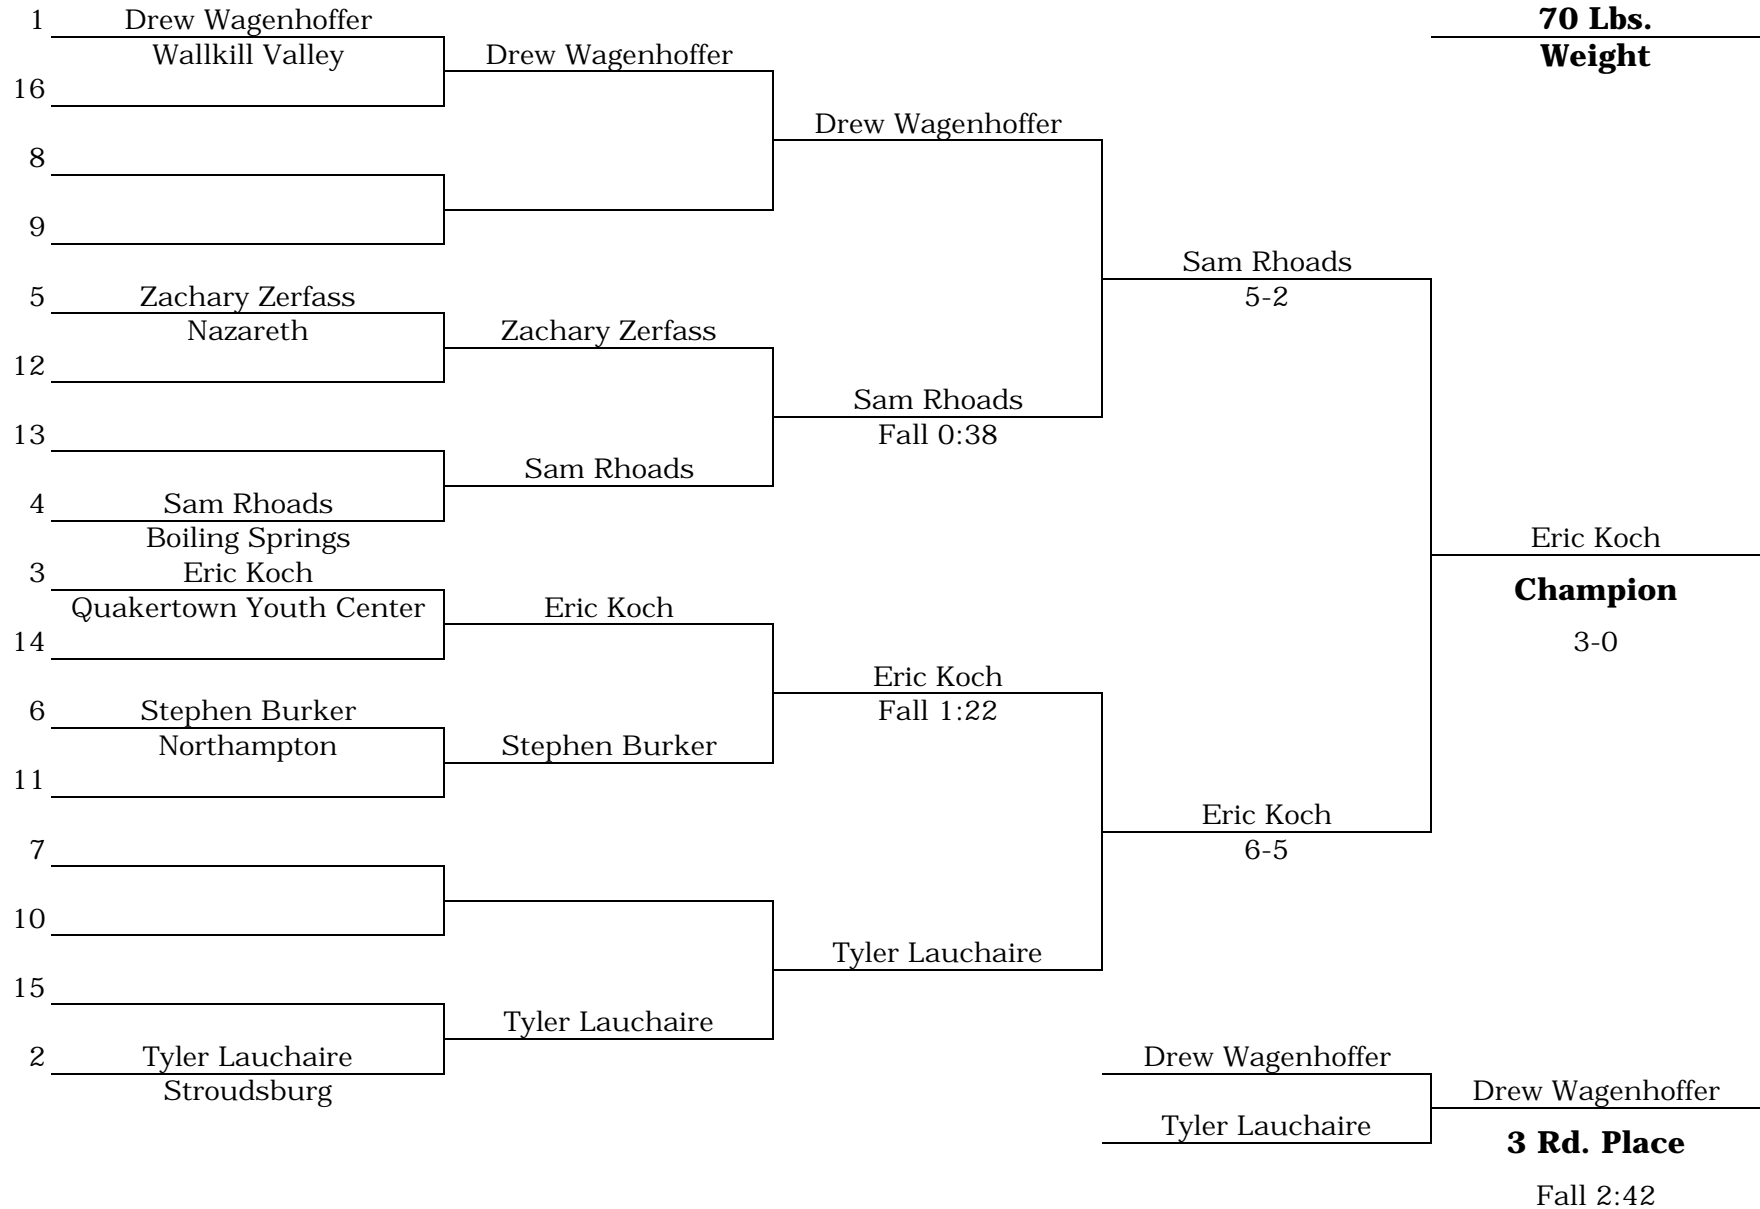 1 Drew Wagenhoffer
Wallkill Valley
Drew Wagenhoffer
16
Drew Wagenhoffer
8
9
Sam Rhoads
5-2
5 Zachary Zerfass
Nazareth
Zachary Zerfass
12
Sam Rhoads
Fall 0:38
13
Sam Rhoads
4 Sam Rhoads
Boiling Springs
3 Eric Koch
Quakertown Youth Center
Eric Koch
14
Eric Koch
Fall 1:22
6 Stephen Burker
Northampton
Stephen Burker
11
Eric Koch
6-5
7
10
Tyler Lauchaire
15
Tyler Lauchaire
2 Tyler Lauchaire
Stroudsburg
70 Lbs.
Weight
Eric Koch
Champion
3-0
Drew Wagenhoffer
Tyler Lauchaire
Drew Wagenhoffer
3 Rd. Place
Fall 2:42